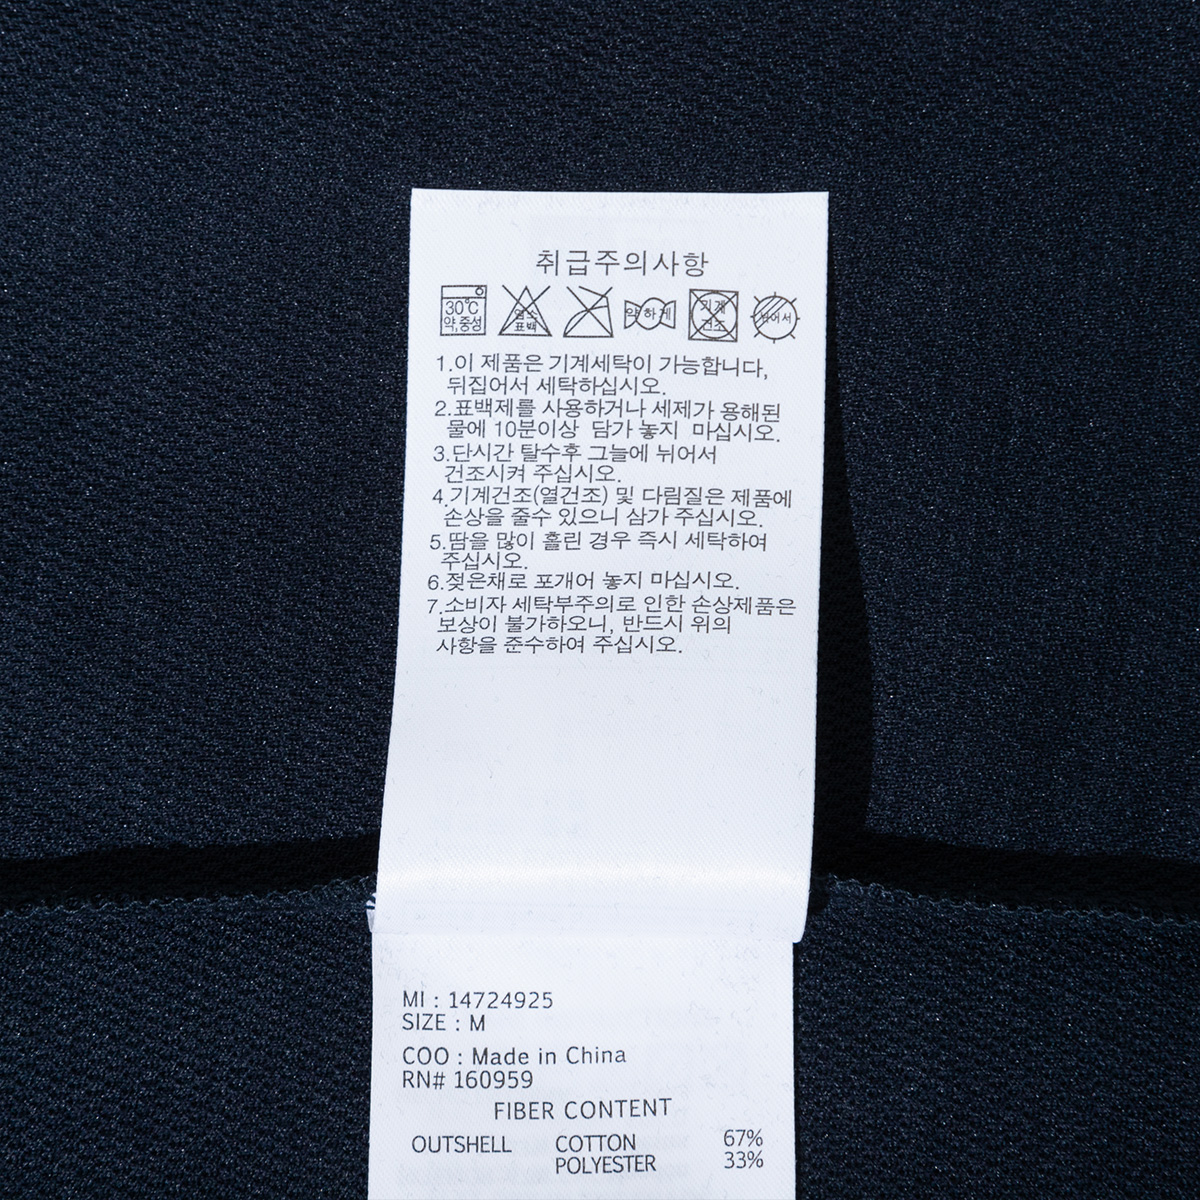 취급주의사항
30℃
약,중성
염소
표백
약하게
기계
건조
뉘어서
1.이 제품은 기계세탁이 가능합니다,
뒤집어서 세탁하십시오.
2.표백제를 사용하거나 세제가 용해된
물에 10분이상 담가 놓지 마십시오.
3.단시간 탈수후 그늘에 뉘어서
건조시켜 주십시오.
4.기계건조(열건조) 및 다림질은 제품에
손상을 줄수 있으니 삼가 주십시오.
5.땀을 많이 흘린 경우 즉시 세탁하여
주십시오.
6.젖은채로 포개어 놓지 마십시오.
7.소비자 세탁부주의로 인한 손상제품은
보상이 불가하오니, 반드시 위의
사항을 준수하여 주십시오.
MI : 14724925
SIZE : M
COO : Made in China
RN# 160959
FIBER CONTENT
OUTSHELL COTTON 67%
POLYESTER 33%